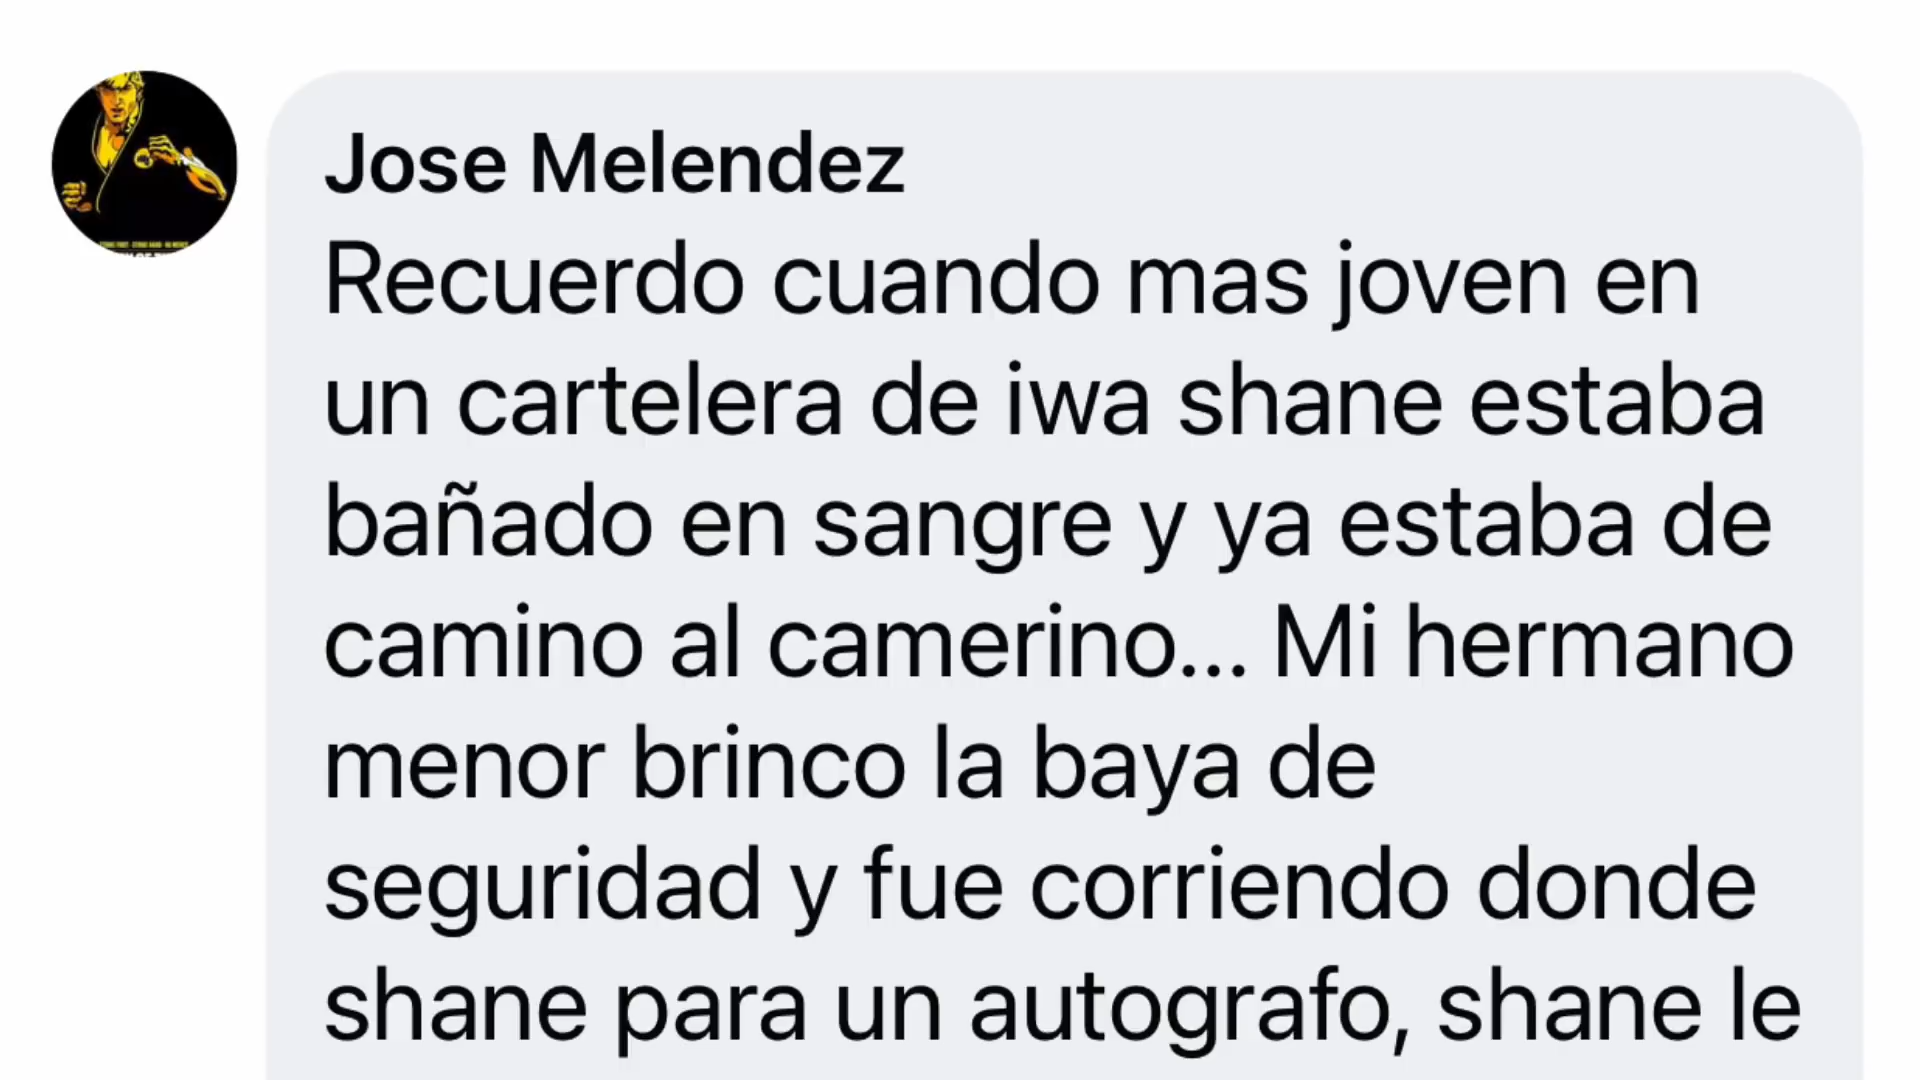 Jose Melendez
Recuerdo cuando mas joven en
un cartelera de iwa shane estaba
bañado en sangre y ya estaba de
camino al camerino... Mi hermano
menor brinco la baya de
seguridad y fue corriendo donde
shane para un autografo, shane le